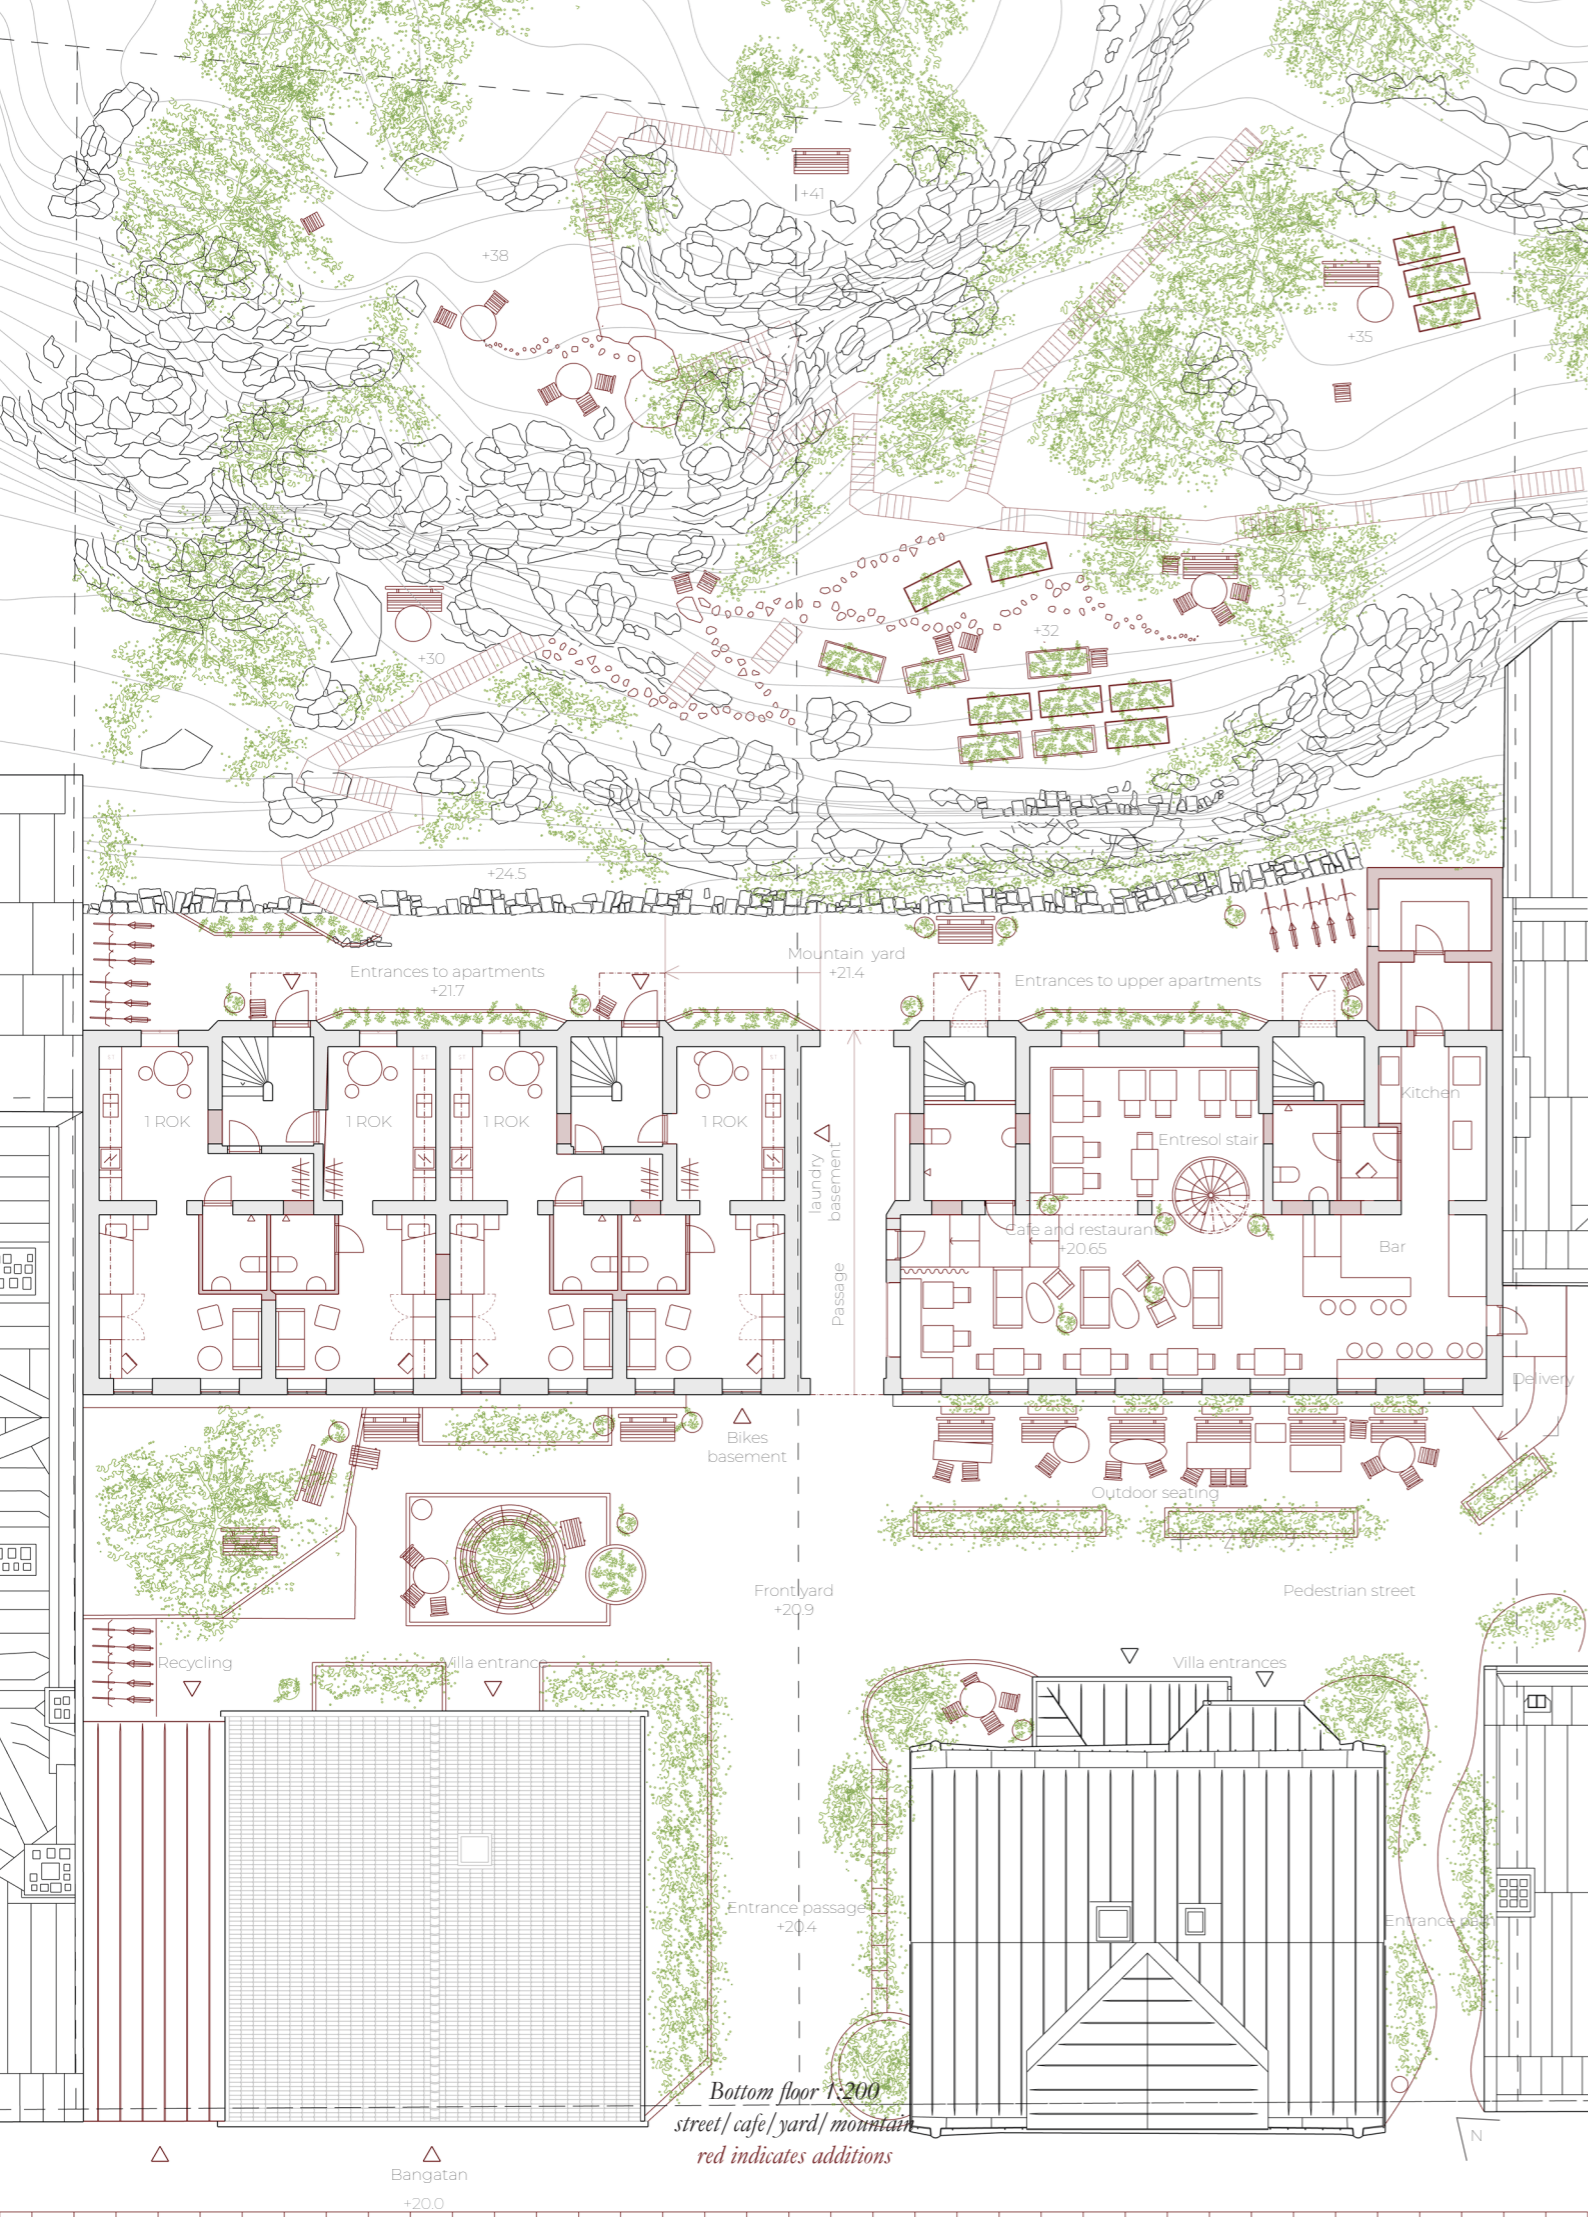 +41
+38
+35
+32
32
+30
+24.5
Mountain yard
+21.4
Entrances to apartments
+21.7
Entrances to upper apartments
1 ROK
1 ROK
1 ROK
1 ROK
laundry
basement
Passage
Kitchen
Entresol stair
Cafe and restaurant
+20.65
Bar
Delivery
Bikes
basement
Outdoor seating
Frontyard
+20.9
Pedestrian street
Recycling
Villa entrance
Villa entrances
Entrance passage
+20.4
Entrance path
Bottom floor 1:200
street/cafe/yard/mountain
red indicates additions
N
Bangatan
+20.0